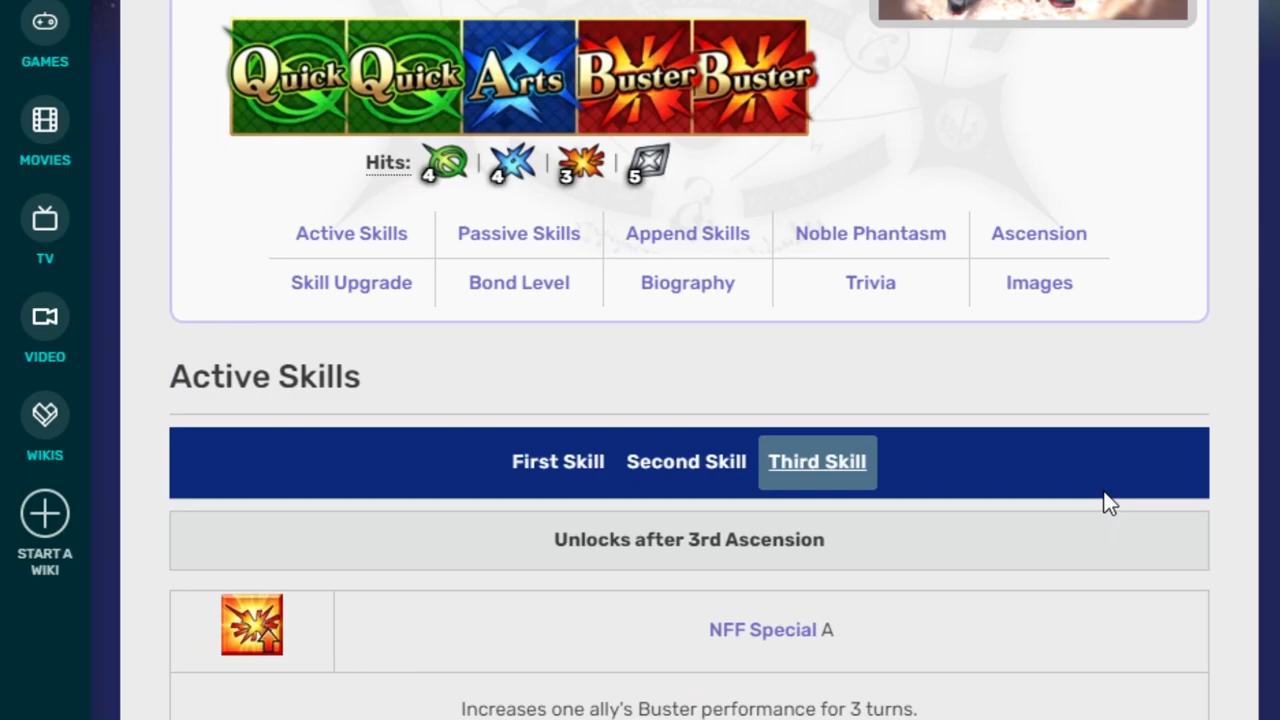 GAMES
MOVIES
TV
VIDEO
WIKIS
START A
WIKI
Quick Quick Arts Buster Buster
Hits: 4 | 4 | 3 | 5
Active Skills Passive Skills Append Skills Noble Phantasm Ascension
Skill Upgrade Bond Level Biography Trivia Images
Active Skills
First Skill Second Skill Third Skill
Unlocks after 3rd Ascension
NFF Special A
Increases one ally's Buster performance for 3 turns.